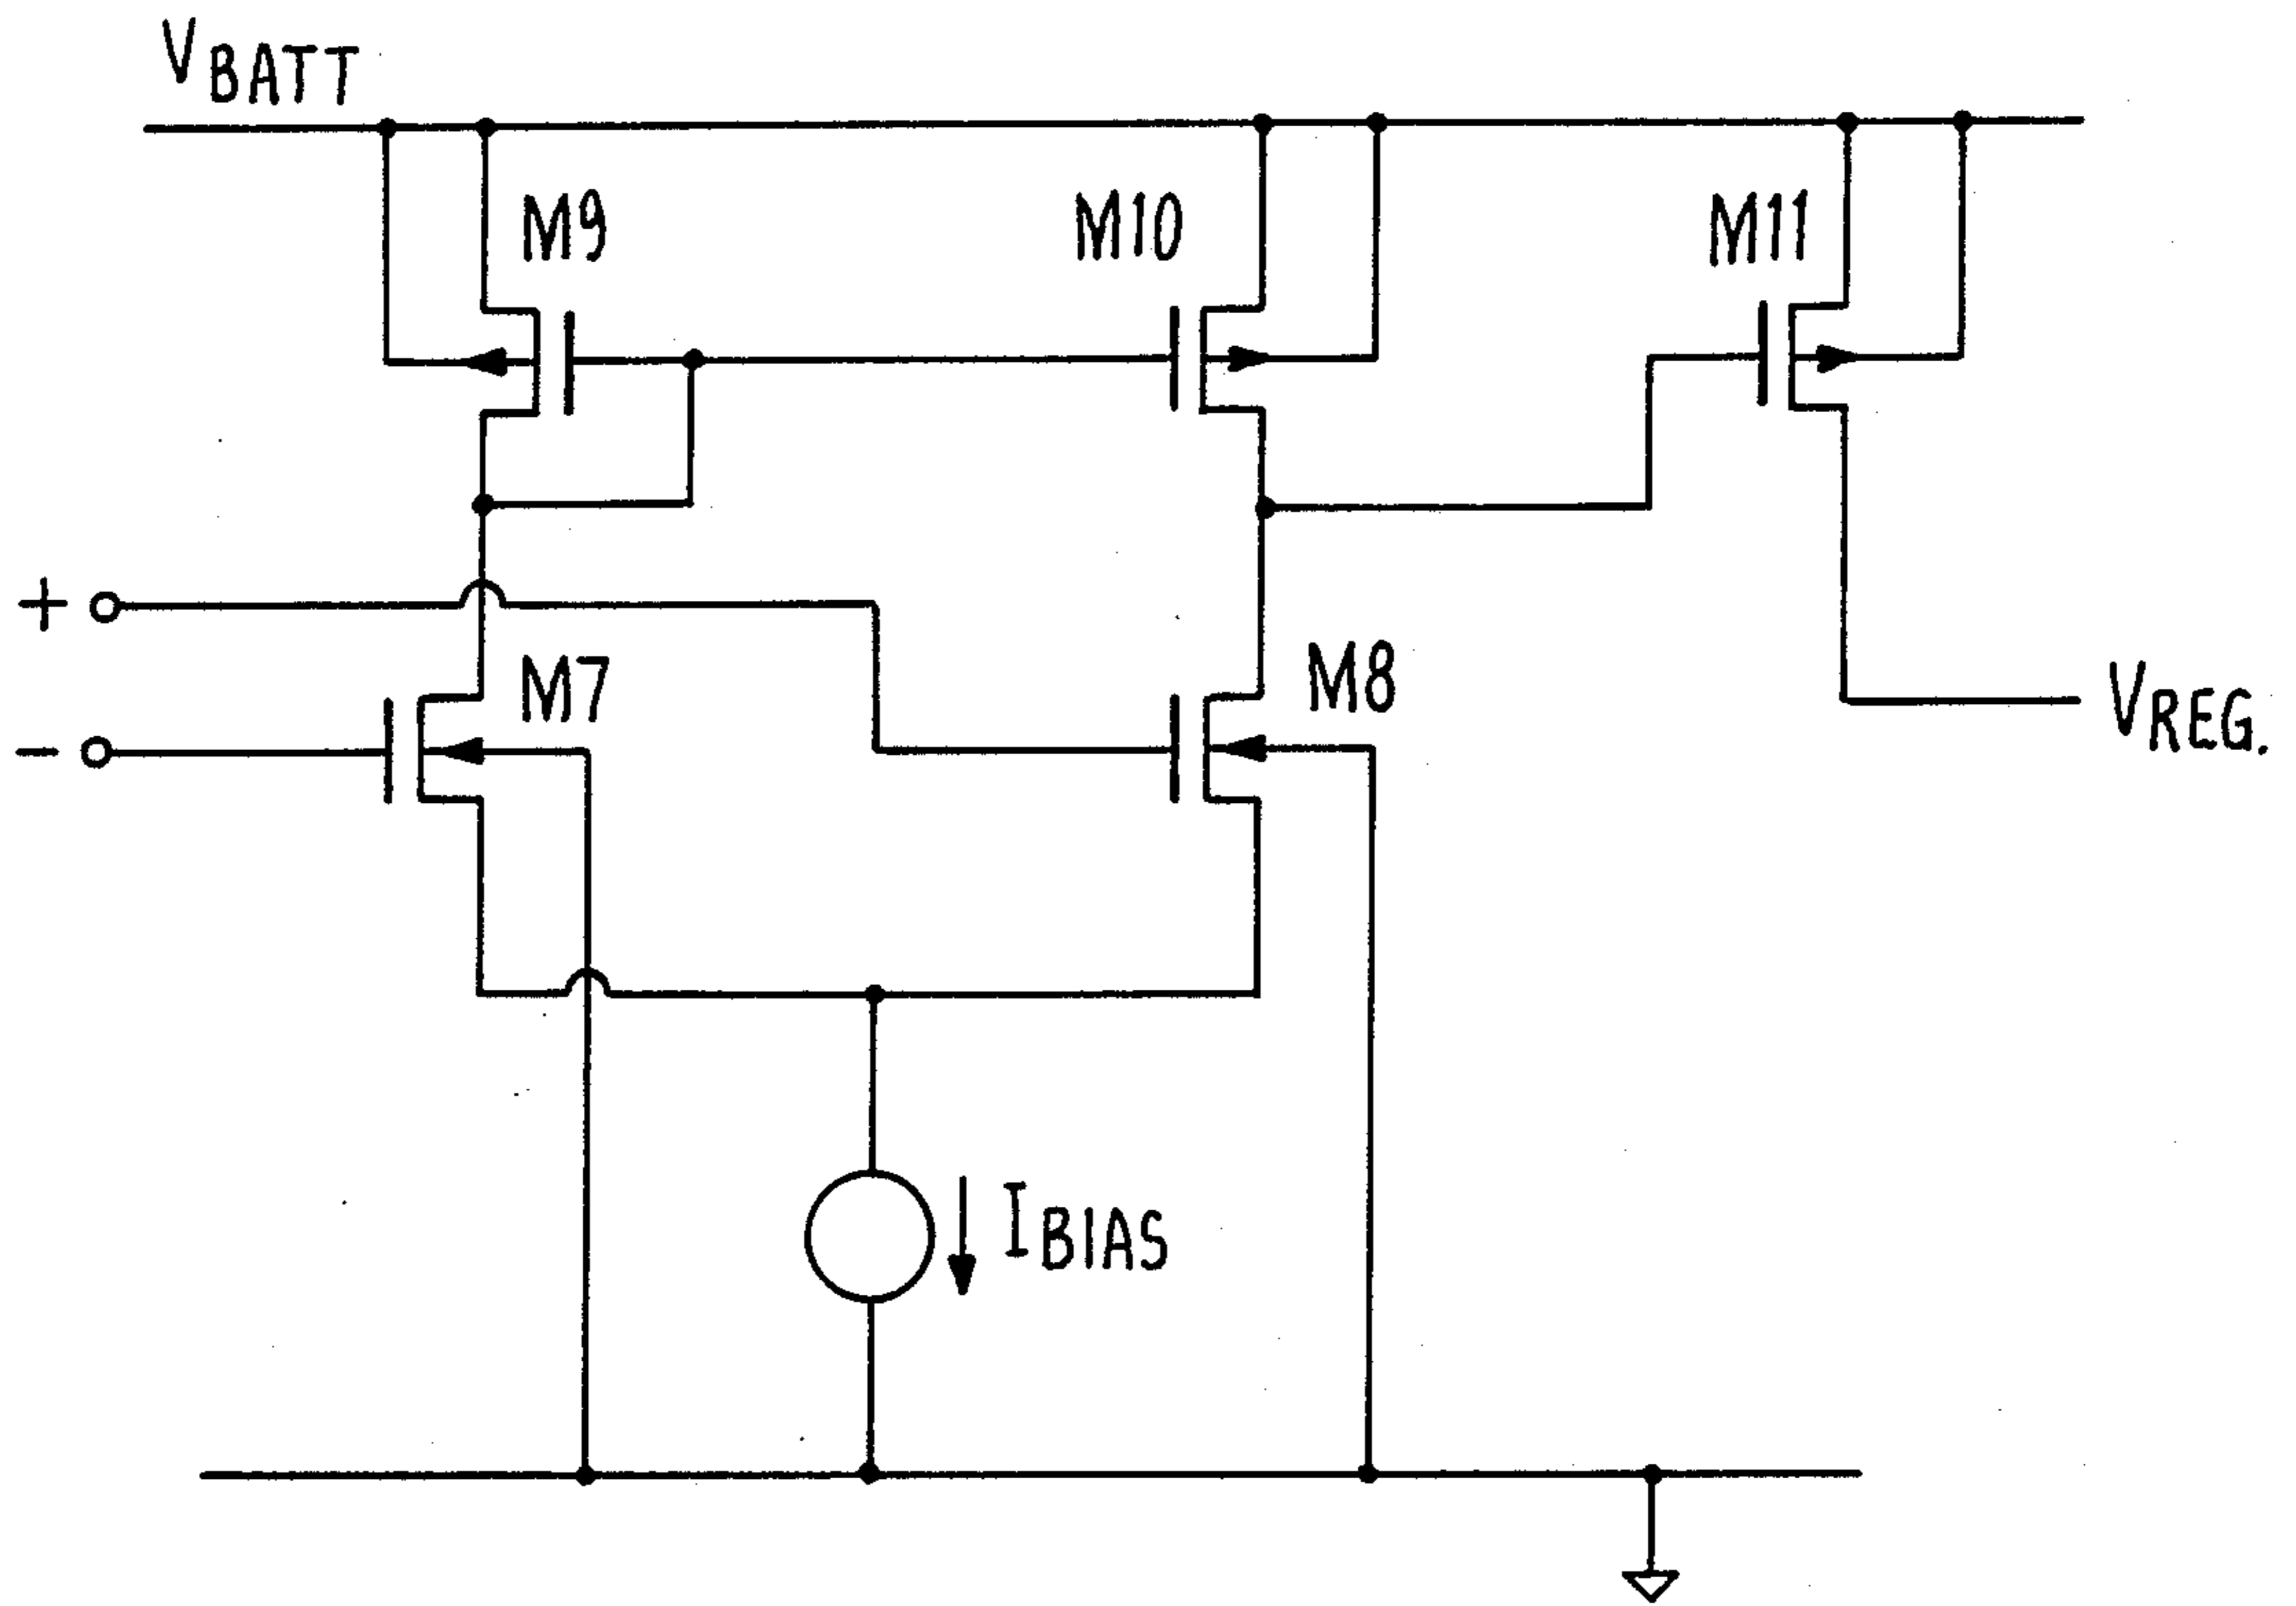 VBATT
M9
M10
M11
+
M7
M8
VREG.
-
IBIAS